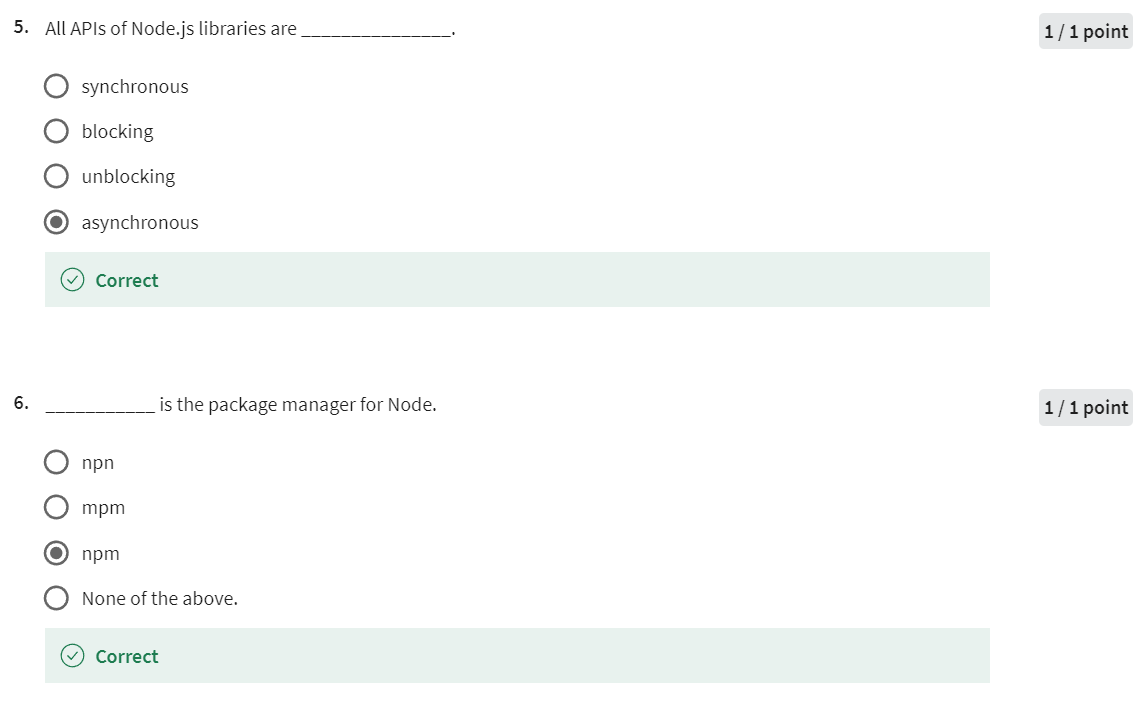 5. All APIs of Node.js libraries are _______________.
1 / 1 point
synchronous
blocking
unblocking
asynchronous
Correct
6. ___________ is the package manager for Node.
1 / 1 point
npn
mpm
npm
None of the above.
Correct